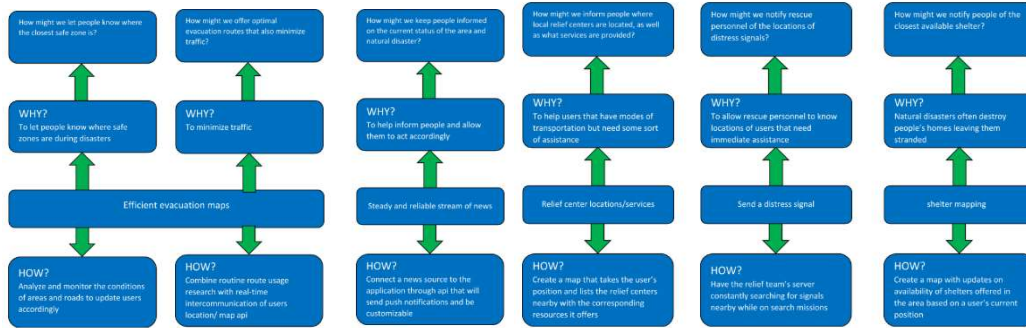 How might we let people know where
the closest safe zone is?
How might we offer optimal
evacuation routes that also minimize
traffic?
How might we keep people informed
on the current status of the area and
natural disaster?
How might we inform people where
local relief centers are located, as well
as what services are provided?
How might we notify rescue
personnel of the locations of
distress signals?
How might we notify people of the
closest available shelter?
WHY?
To let people know where safe
zones are during disasters
WHY?
To minimize traffic
WHY?
To help inform people and allow
them to act accordingly
WHY?
To help users that have modes of
transportation but need some sort
of assistance
WHY?
To allow rescue personnel to know
locations of users that need
immediate assistance
WHY?
Natural disasters often destroy
people's homes leaving them
stranded
Efficient evacuation maps
Steady and reliable stream of news
Relief center locations/services
Send a distress signal
shelter mapping
HOW?
Analyze and monitor the conditions
of areas and roads to update users
accordingly
HOW?
Combine routine route usage
research with real-time
intercommunication of users
location/ map api
HOW?
Connect a news source to the
application through api that will
send push notifications and be
customizable
HOW?
Create a map that takes the user's
position and lists the relief centers
nearby with the corresponding
resources it offers
HOW?
Have the relief team's server
constantly searching for signals
nearby while on search missions
HOW?
Create a map with updates on
availability of shelters offered in
the area based on a user's current
position